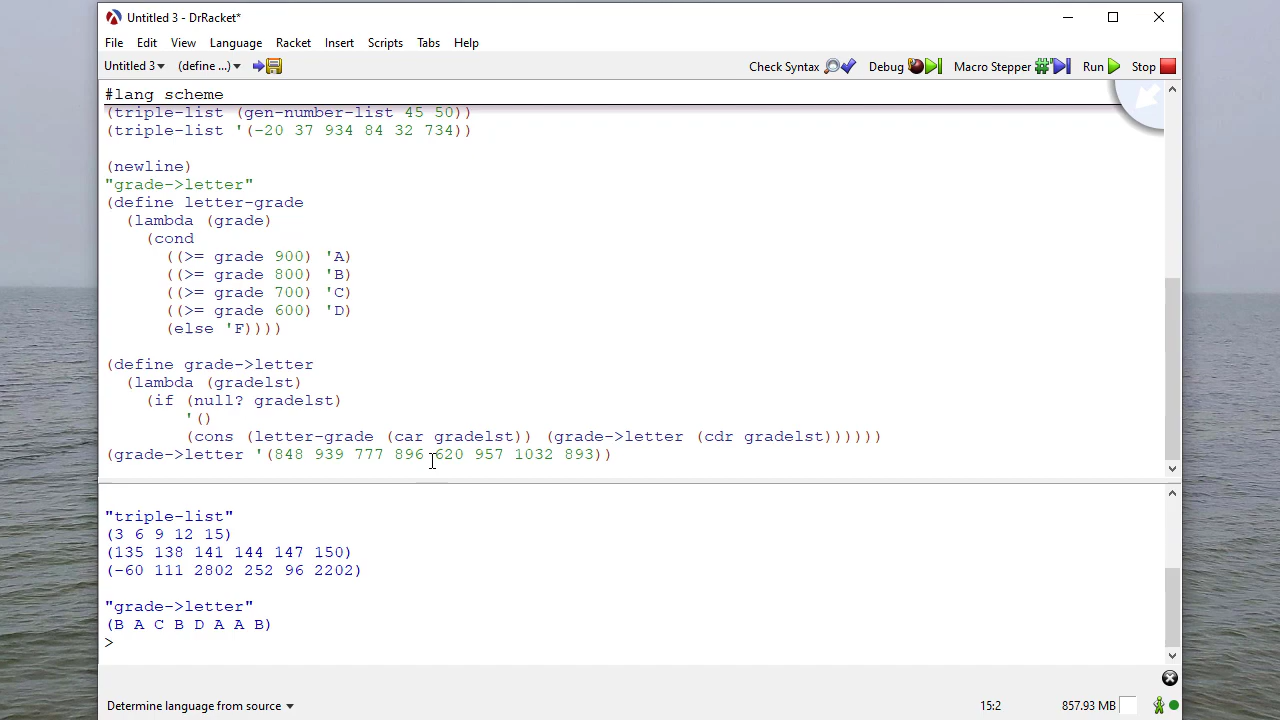 Untitled 3 - DrRacket*
File Edit View Language Racket Insert Scripts Tabs Help
Untitled 3 (define ...) Check Syntax Debug Macro Stepper Run Stop
#lang scheme
(triple-list (gen-number-list 45 50))
(triple-list '(-20 37 934 84 32 734))
(newline)
"grade->letter"
(define letter-grade
(lambda (grade)
(cond
((>= grade 900) 'A)
((>= grade 800) 'B)
((>= grade 700) 'C)
((>= grade 600) 'D)
(else 'F))))
(define grade->letter
(lambda (gradelst)
(if (null? gradelst)
'()
(cons (letter-grade (car gradelst)) (grade->letter (cdr gradelst))))))
(grade->letter '(848 939 777 896 620 957 1032 893))
"triple-list"
(3 6 9 12 15)
(135 138 141 144 147 150)
(-60 111 2802 252 96 2202)
"grade->letter"
(B A C B D A A B)
>
Determine language from source 15:2 857.93 MB